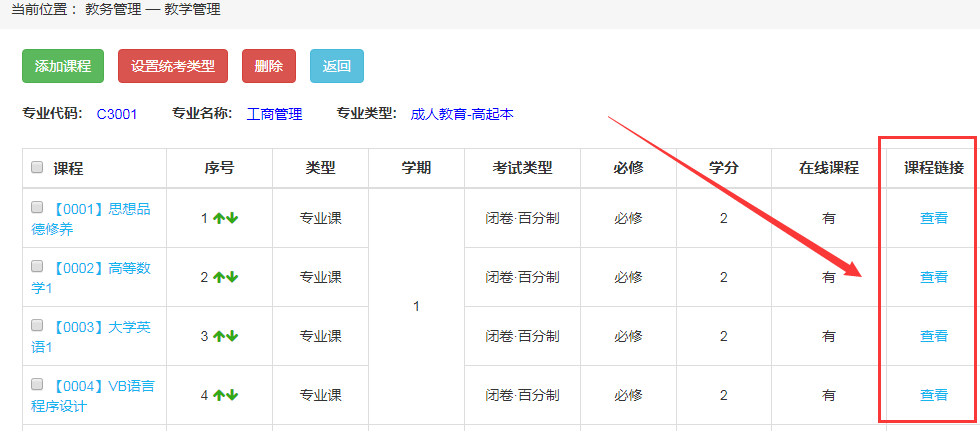 当前位置： 教务管理 — 教学管理
添加课程 设置统考类型 删除 返回
专业代码： C3001 专业名称： 工商管理 专业类型： 成人教育-高起本
课程 序号 类型 学期 考试类型 必修 学分 在线课程 课程链接
【0001】思想品
德修养
1 专业课 闭卷·百分制 必修 2 有 查看
【0002】高等数
学1
2 专业课 闭卷·百分制 必修 2 有 查看
1
【0003】大学英
语1
3 专业课 闭卷·百分制 必修 2 有 查看
【0004】VB语言
程序设计
4 专业课 闭卷·百分制 必修 2 有 查看